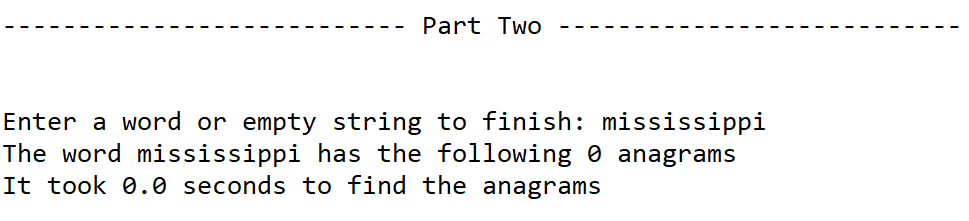 --------------------------- Part Two ---------------------------
Enter a word or empty string to finish: mississippi
The word mississippi has the following 0 anagrams
It took 0.0 seconds to find the anagrams